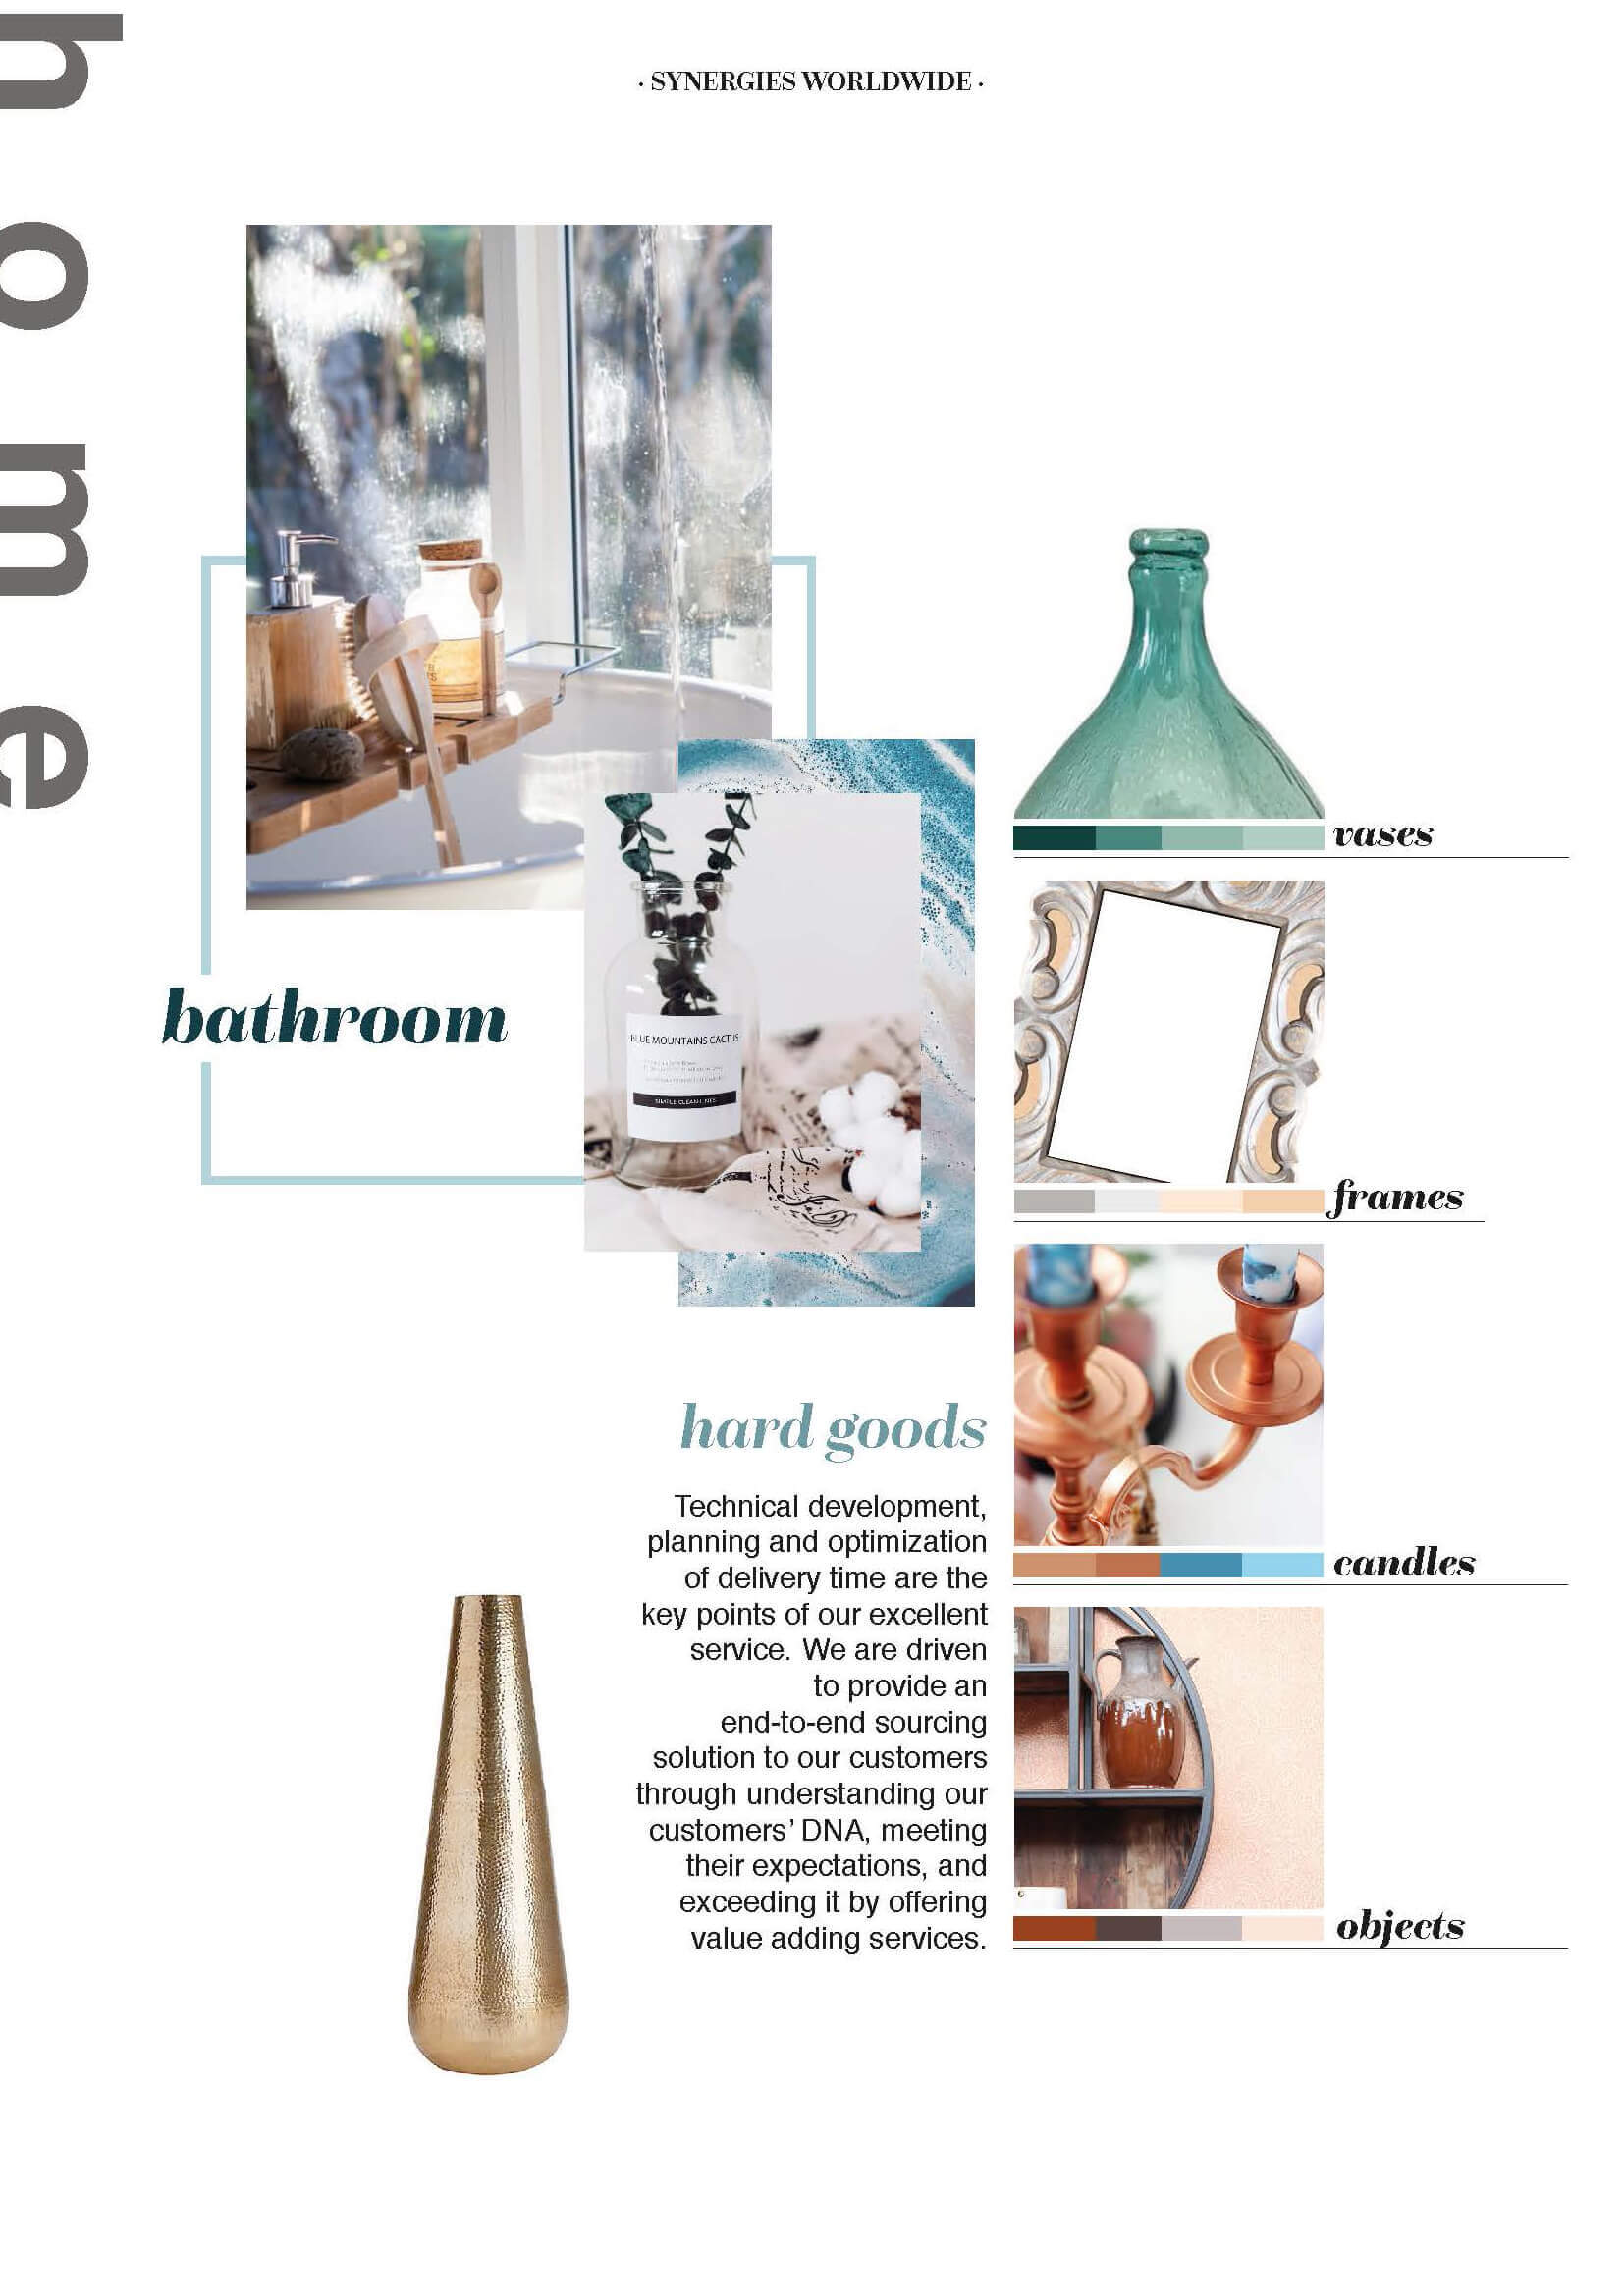 home
· SYNERGIES WORLDWIDE ·
bathroom
BLUE MOUNTAINS CACTUS
vases
frames
candles
objects
hard goods
Technical development,
planning and optimization
of delivery time are the
key points of our excellent
service. We are driven
to provide an
end-to-end sourcing
solution to our customers
through understanding our
customers’ DNA, meeting
their expectations, and
exceeding it by offering
value adding services.